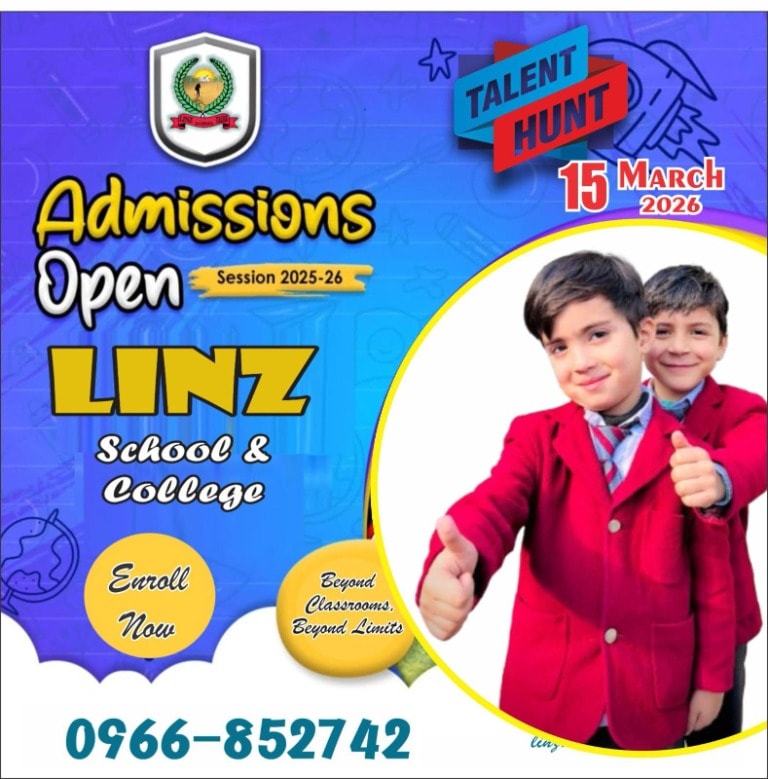 TALENT
HUNT
15 MARCH
2026
Admissions
Open
Session 2025-26
LINZ
School &
College
Enroll
Now
Beyond
Classrooms,
Beyond Limits
0966-852742